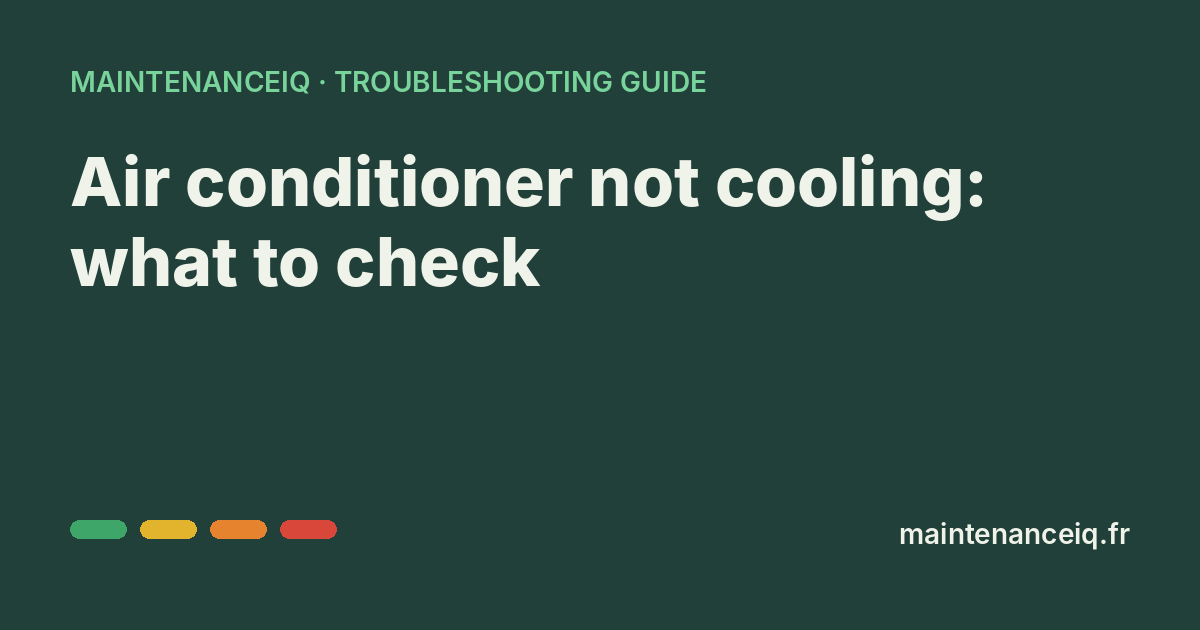 MAINTENANCEIQ · TROUBLESHOOTING GUIDE
Air conditioner not cooling:
what to check
maintenanceiq.fr